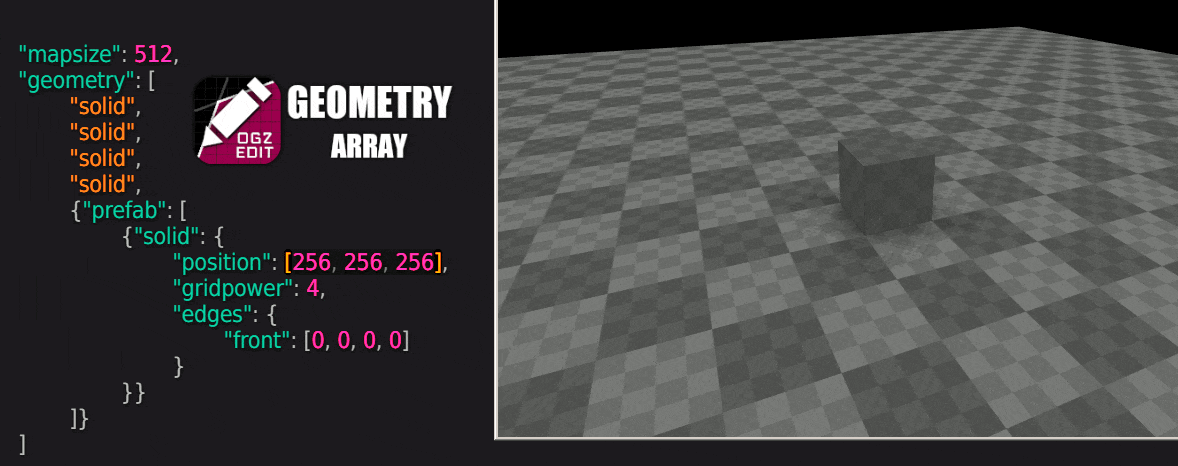 "mapsize": 512,
"geometry": [
"solid",
"solid",
"solid",
"solid",
{"prefab": [
{"solid": {
"position": [256, 256, 256],
"gridpower": 4,
"edges": {
"front": [0, 0, 0, 0]
}
}}
]}
]
OGZ
EDIT
GEOMETRY
ARRAY